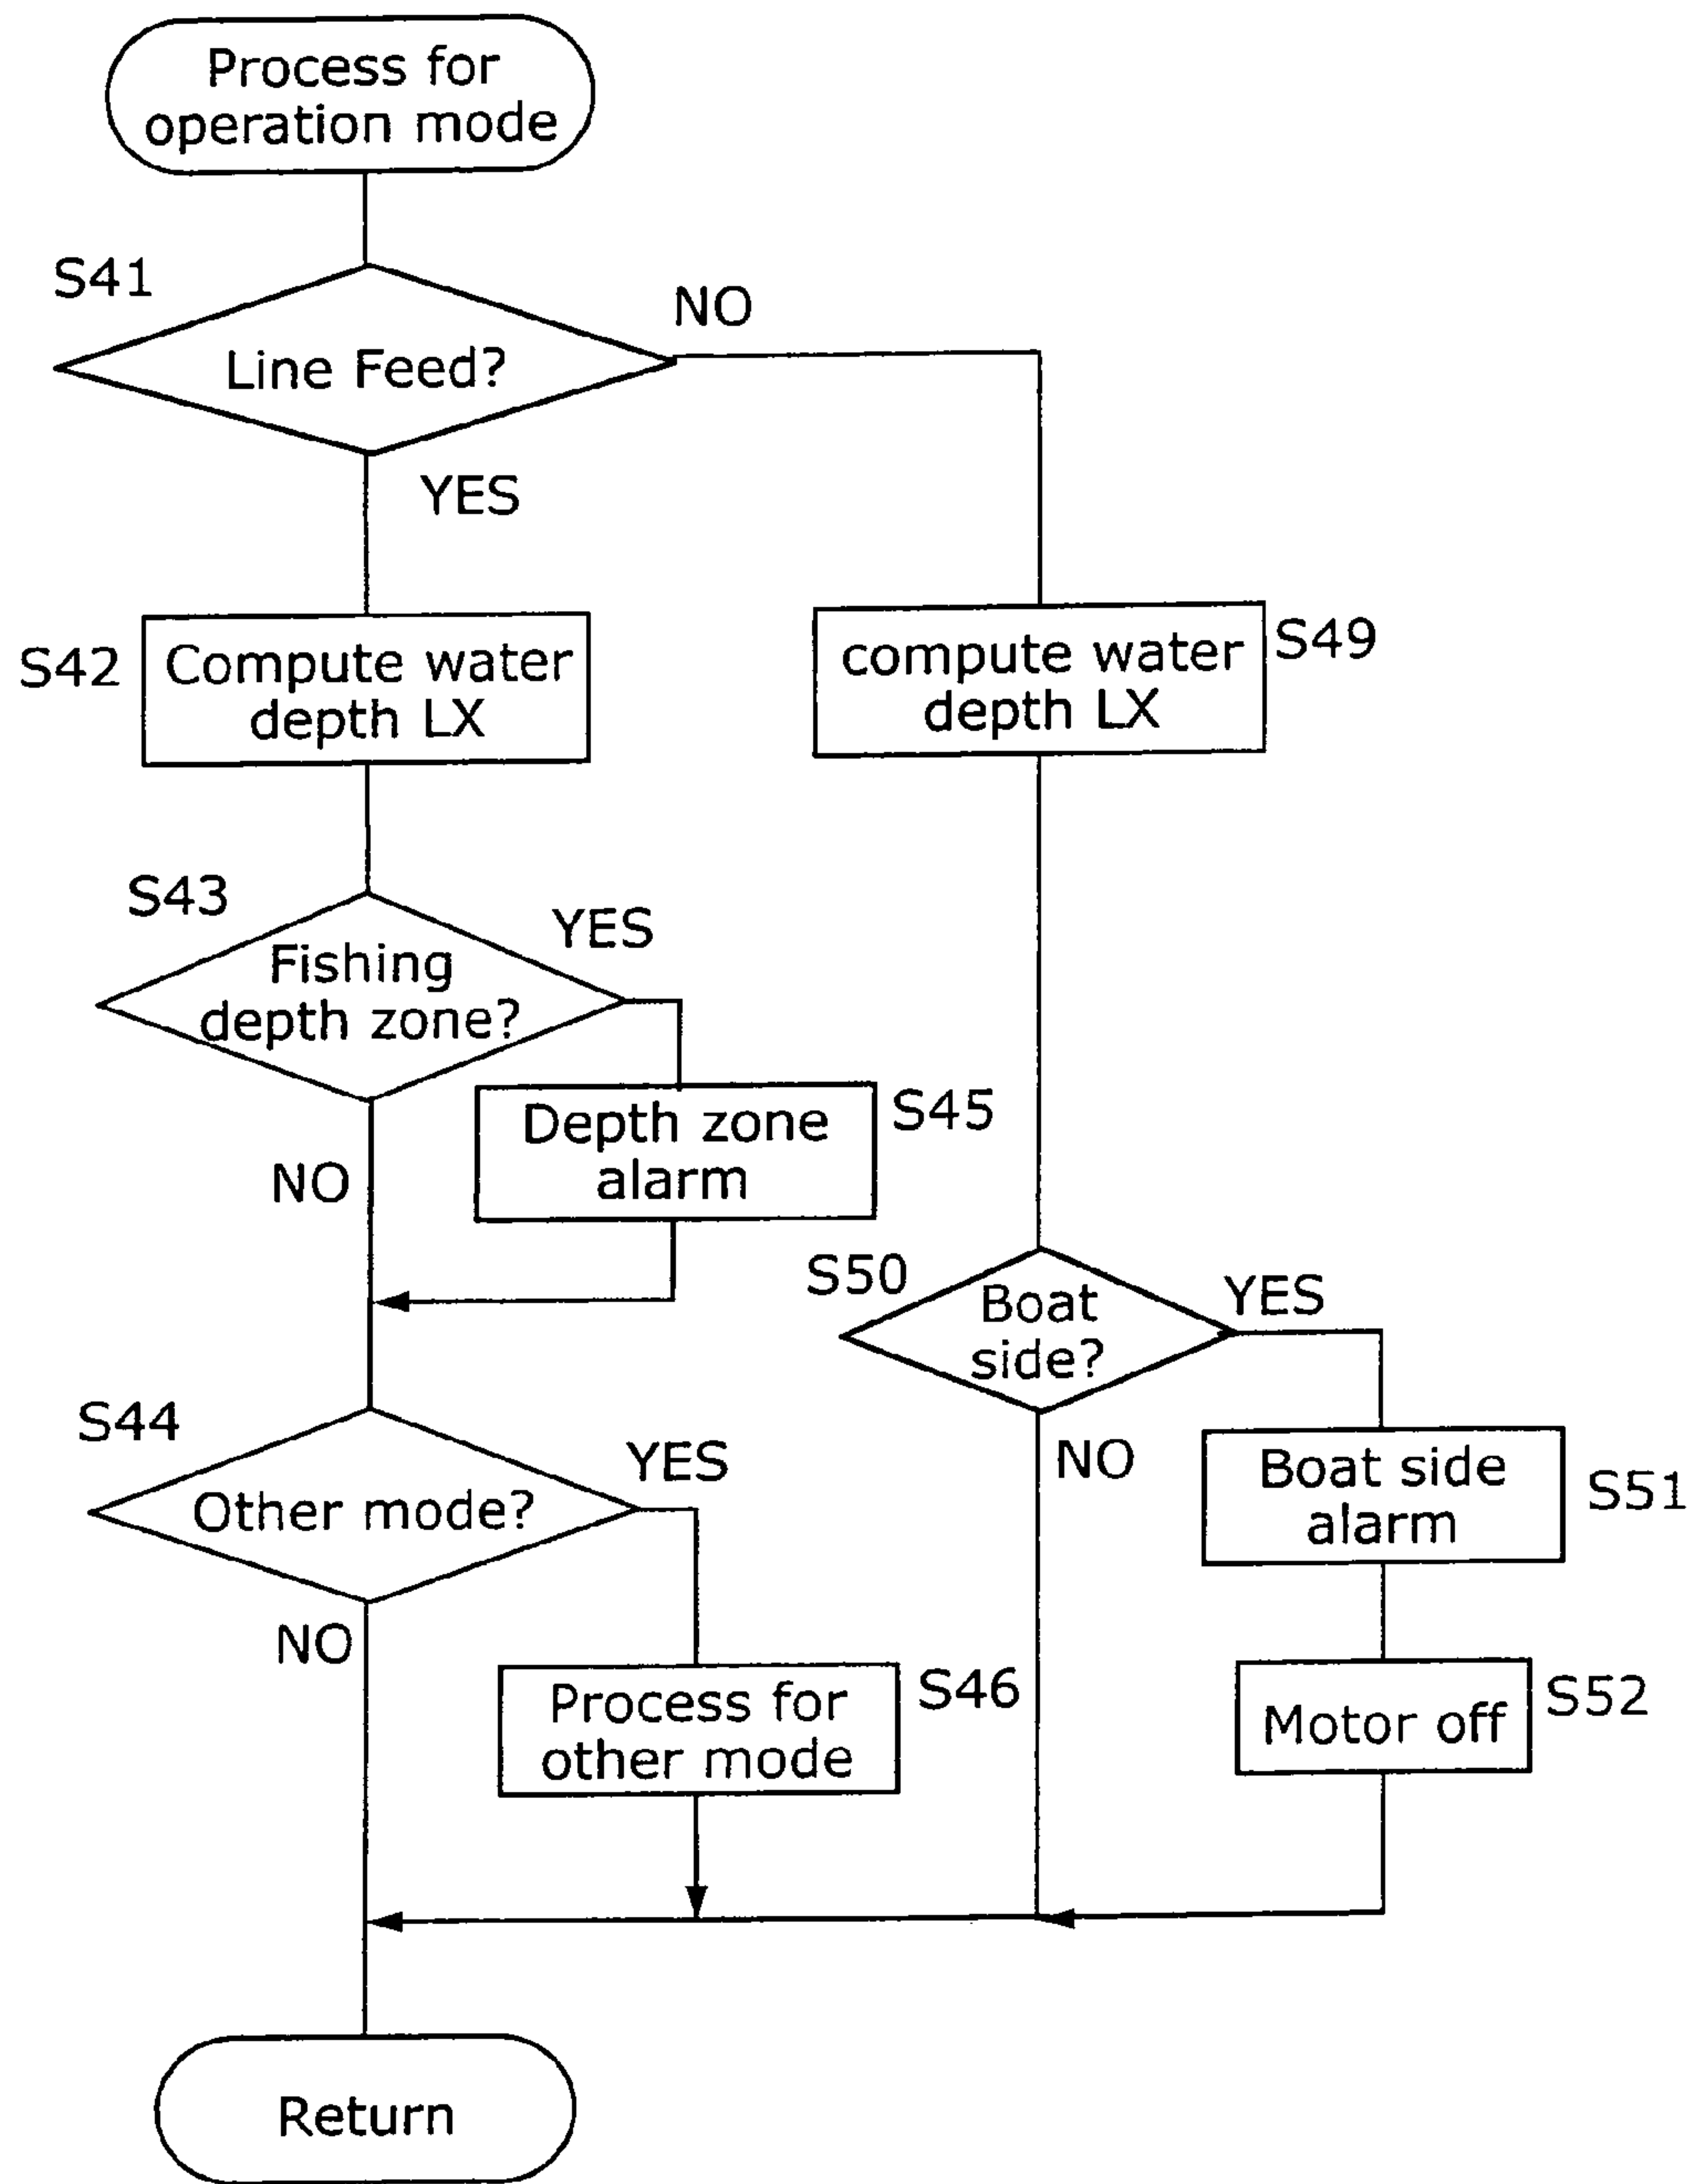 Process for
operation mode
S41
NO
Line Feed?
YES
S42
Compute water
depth LX
compute water
depth LX
S49
S43
YES
Fishing
depth zone?
NO
Depth zone
alarm
S45
S50
YES
Boat
side?
NO
S44
YES
Other mode?
NO
Boat side
alarm
S51
Process for
other mode
S46
Motor off
S52
Return